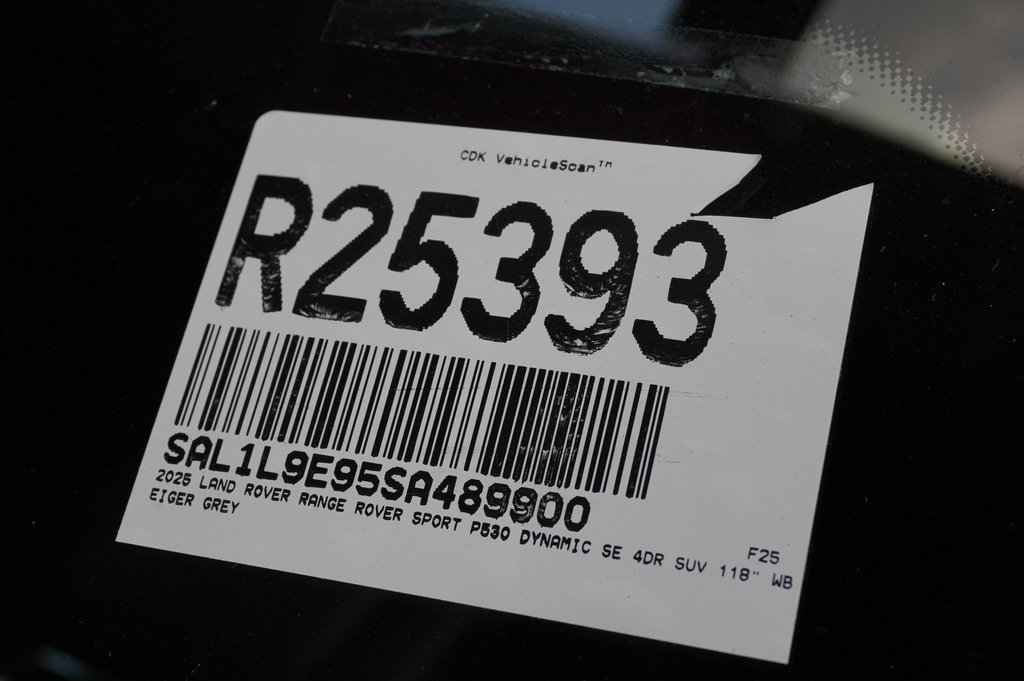 CDK VehicleScan™
R25393
SAL1L9E95SA489900
2025 LAND ROVER RANGE ROVER SPORT P530 DYNAMIC SE 4DR SUV 118" WB
EIGER GREY
F25